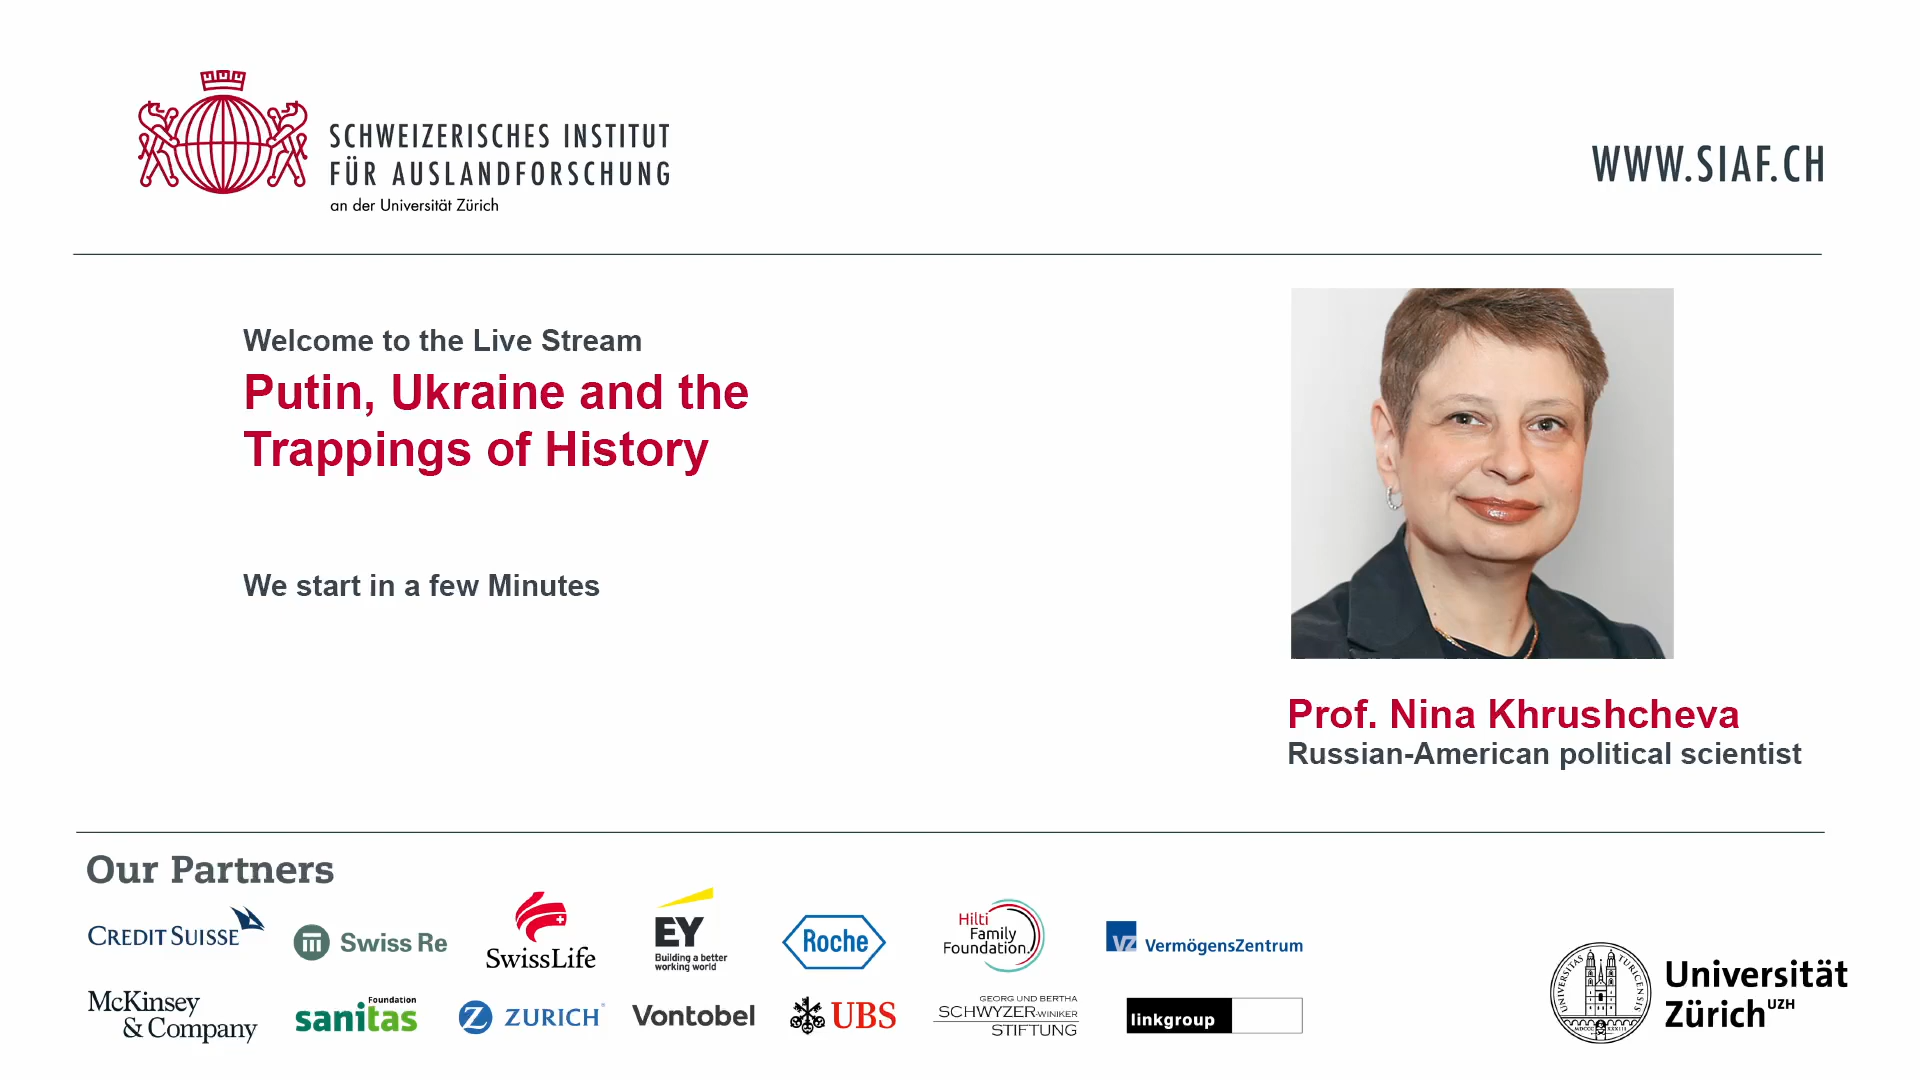 SCHWEIZERISCHES INSTITUT
FÜR AUSLANDFORSCHUNG
an der Universität Zürich
WWW.SIAF.CH
Welcome to the Live Stream
Putin, Ukraine and the
Trappings of History
We start in a few Minutes
Prof. Nina Khrushcheva
Russian-American political scientist
Our Partners
CREDIT SUISSE
Swiss Re
SwissLife
EY
Building a better
working world
Roche
Hilti
Family
Foundation.
VZ VermögensZentrum
McKinsey
& Company
Foundation
sanitas
Z ZURICH
Vontobel
UBS
GEORG UND BERTHA
SCHWYZER-WINIKER
STIFTUNG
linkgroup
UNIVERSITAS TURICENSIS
Universität
Zürich UZH